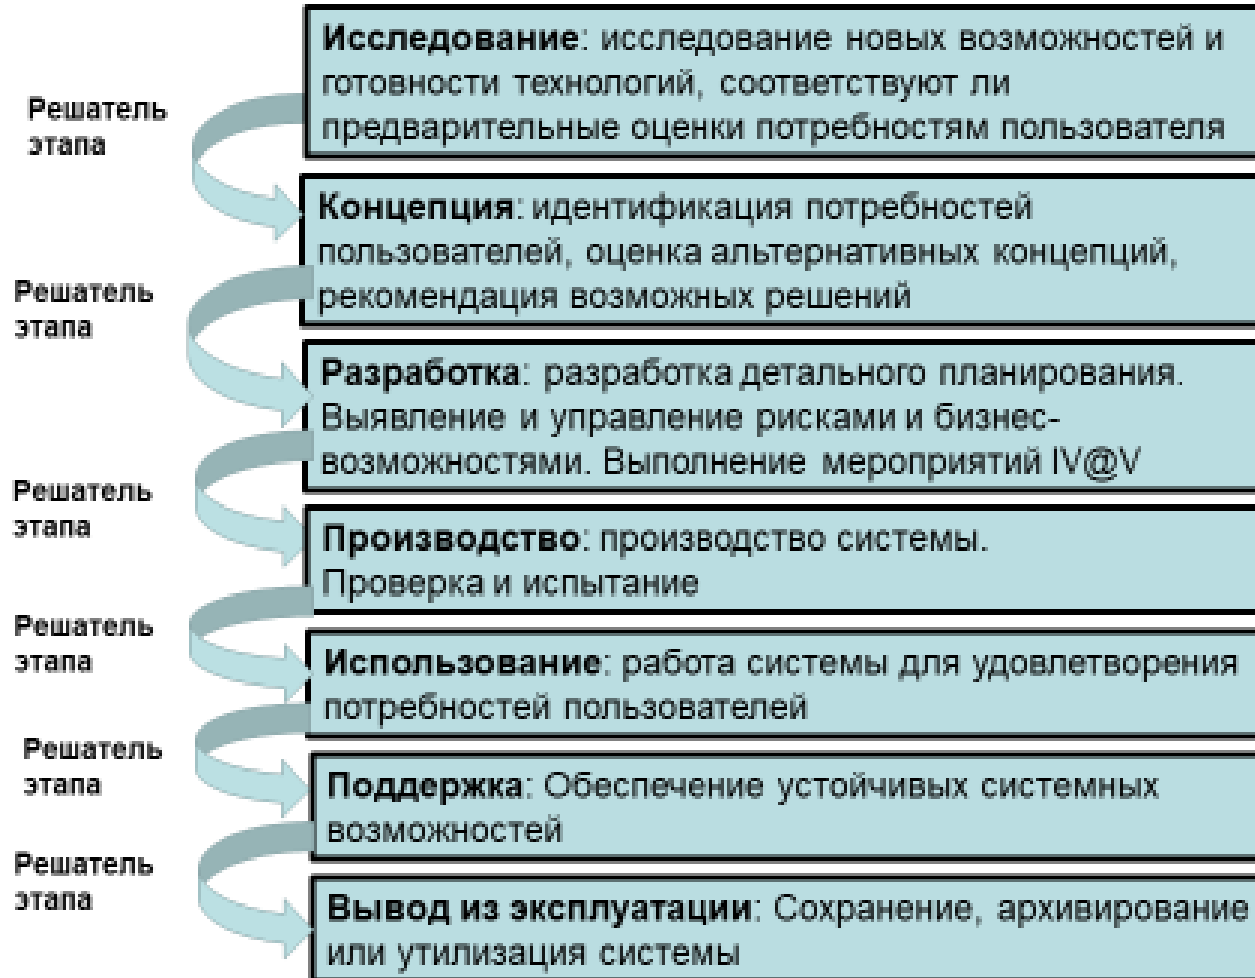 Исследование: исследование новых возможностей и
готовности технологий, соответствуют ли
предварительные оценки потребностям пользователя
Решатель
этапа
Концепция: идентификация потребностей
пользователей, оценка альтернативных концепций,
рекомендация возможных решений
Решатель
этапа
Разработка: разработка детального планирования.
Выявление и управление рисками и бизнес-
возможностями. Выполнение мероприятий IV@V
Решатель
этапа
Производство: производство системы.
Проверка и испытание
Решатель
этапа
Использование: работа системы для удовлетворения
потребностей пользователей
Решатель
этапа
Поддержка: Обеспечение устойчивых системных
возможностей
Решатель
этапа
Вывод из эксплуатации: Сохранение, архивирование
или утилизация системы